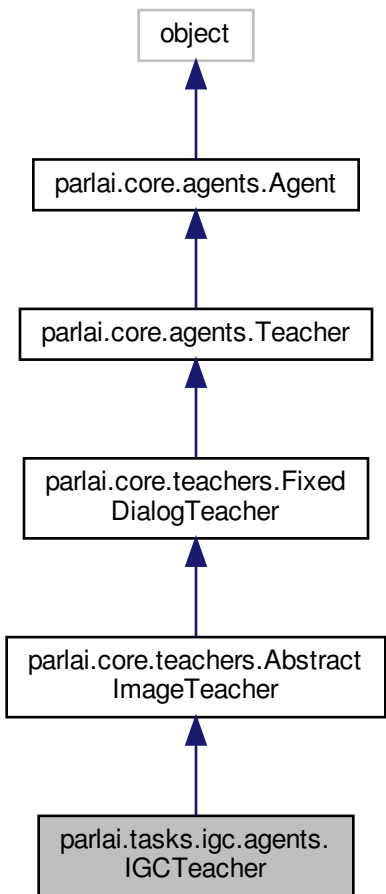 object
parlai.core.agents.Agent
parlai.core.agents.Teacher
parlai.core.teachers.Fixed
DialogTeacher
parlai.core.teachers.Abstract
ImageTeacher
parlai.tasks.igc.agents.
IGCTeacher